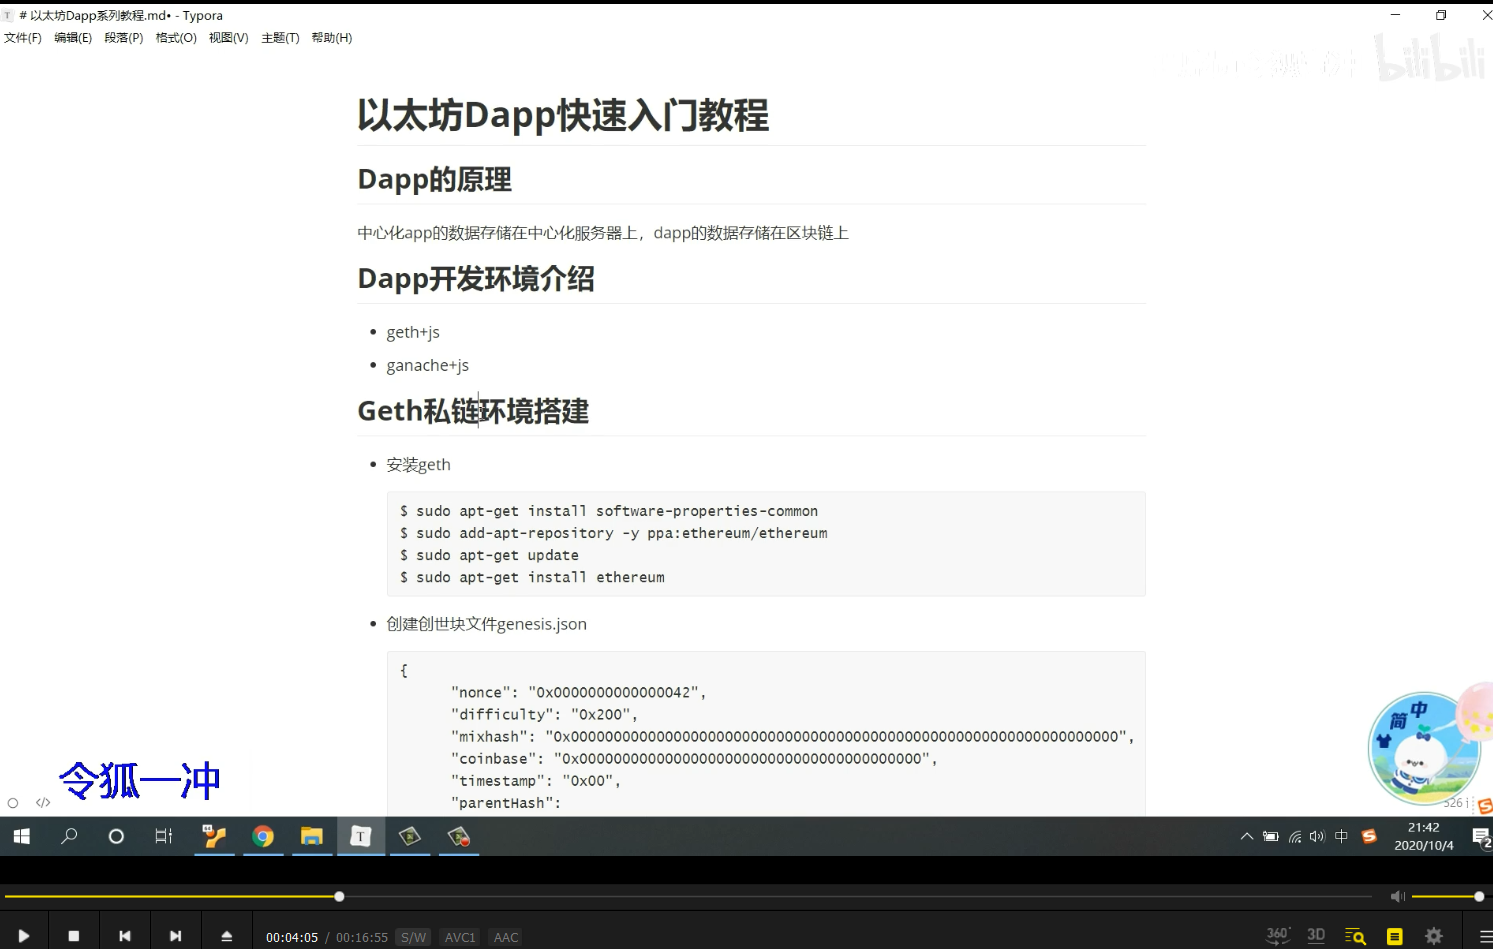 T # 以太坊Dapp系列教程.md• - Typora
文件(F) 编辑(E) 段落(P) 格式(O) 视图(V) 主题(T) 帮助(H)
bilibili
以太坊Dapp快速入门教程
Dapp的原理
中心化app的数据存储在中心化服务器上，dapp的数据存储在区块链上
Dapp开发环境介绍
• geth+js
• ganache+js
Geth私链环境搭建
• 安装geth
$ sudo apt-get install software-properties-common
$ sudo add-apt-repository -y ppa:ethereum/ethereum
$ sudo apt-get update
$ sudo apt-get install ethereum
• 创建创世块文件genesis.json
{
"nonce": "0x0000000000000042",
"difficulty": "0x200",
"mixhash": "0x0000000000000000000000000000000000000000000000000000000000000000",
"coinbase": "0x0000000000000000000000000000000000000000",
"timestamp": "0x00",
"parentHash":
简中
令狐一冲
</> 526
T
中
21:42
2020/10/4
2
00:04:05 / 00:16:55 S/W AVC1 AAC
360° 3D